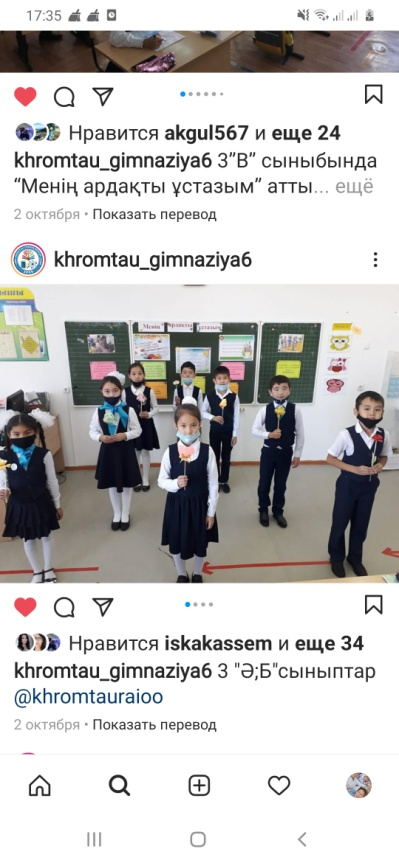 17:35
Нравится akgul567 и еще 24
khromtau_gimnaziya6 3”В” сыныбында
“Менің ардақты ұстазым” атты... ещё
2 октября • Показать перевод
khromtau_gimnaziya6
Менің ардақты ұстазым
Нравится iskakassem и еще 34
khromtau_gimnaziya6 3 "Ә;Б"сыныптар
@khromtauraioo
2 октября • Показать перевод